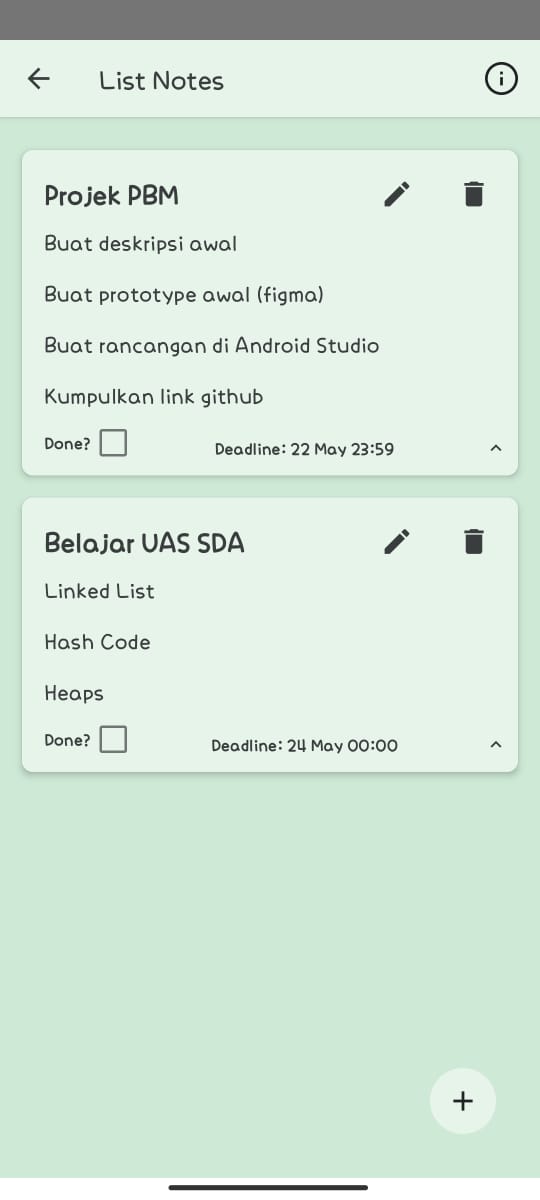 List Notes
Projek PBM
Buat deskripsi awal
Buat prototype awal (figma)
Buat rancangan di Android Studio
Kumpulkan link github
Done? Deadline: 22 May 23:59
Belajar UAS SDA
Linked List
Hash Code
Heaps
Done? Deadline: 24 May 00:00